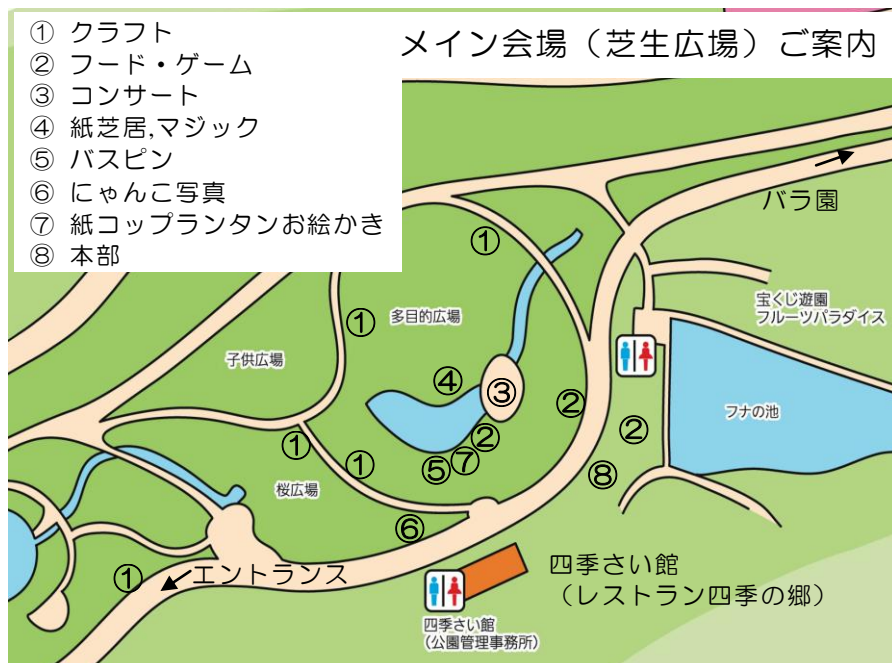 ① クラフト
② フード・ゲーム
③ コンサート
④ 紙芝居,マジック
⑤ バスピン
⑥ にゃんこ写真
⑦ 紙コップランタンお絵かき
⑧ 本部
メイン会場（芝生広場）ご案内
バラ園
①
宝くじ遊園
フルーツパラダイス
①
多目的広場
子供広場
④
③
②
フナの池
②
②
①
①
⑤
⑦
⑧
桜広場
⑥
①
エントランス
四季さい館
（レストラン四季の郷）
四季さい館
（公園管理事務所）